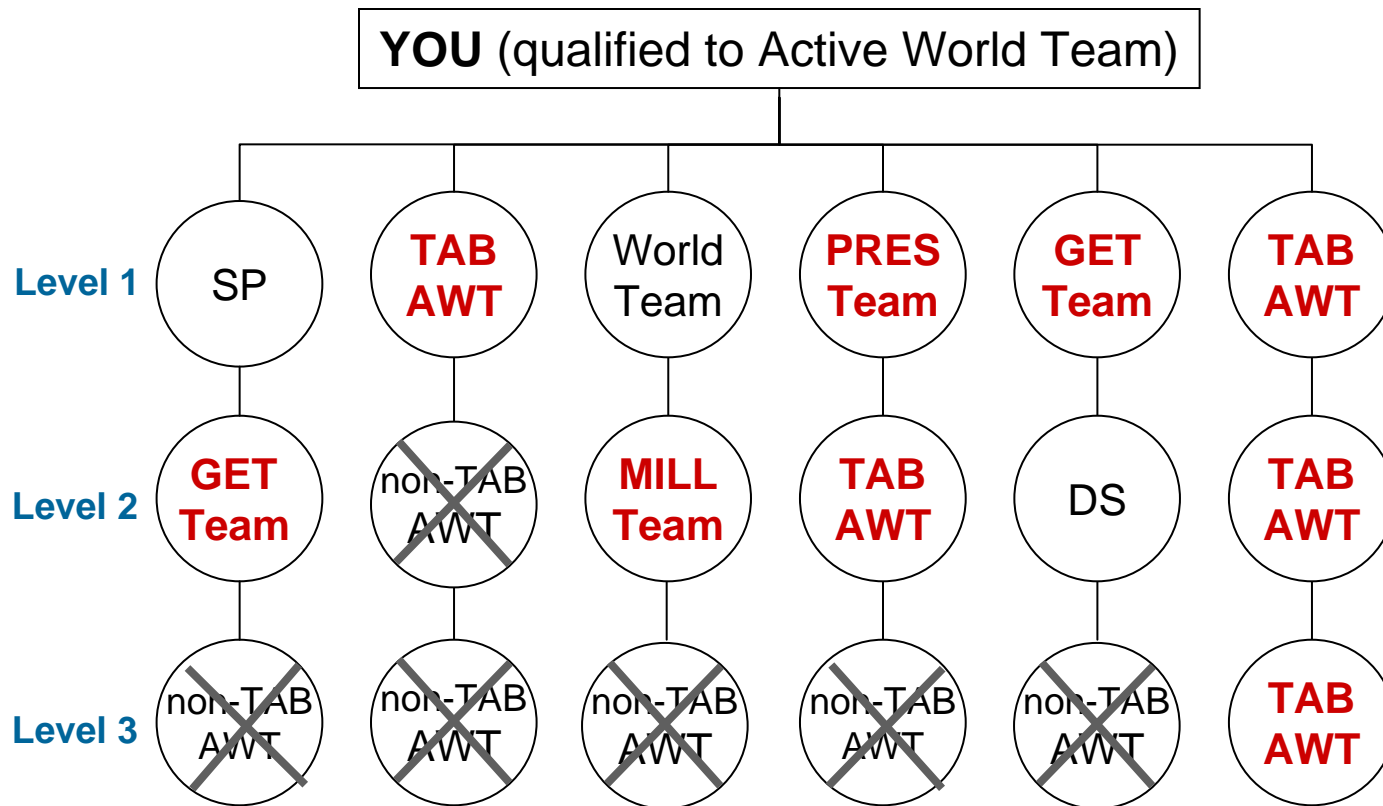 YOU (qualified to Active World Team)
Level 1
SP
TAB
AWT
World
Team
PRES
Team
GET
Team
TAB
AWT
Level 2
GET
Team
non-TAB
AWT
MILL
Team
TAB
AWT
DS
TAB
AWT
Level 3
non-TAB
AWT
non-TAB
AWT
non-TAB
AWT
non-TAB
AWT
non-TAB
AWT
TAB
AWT